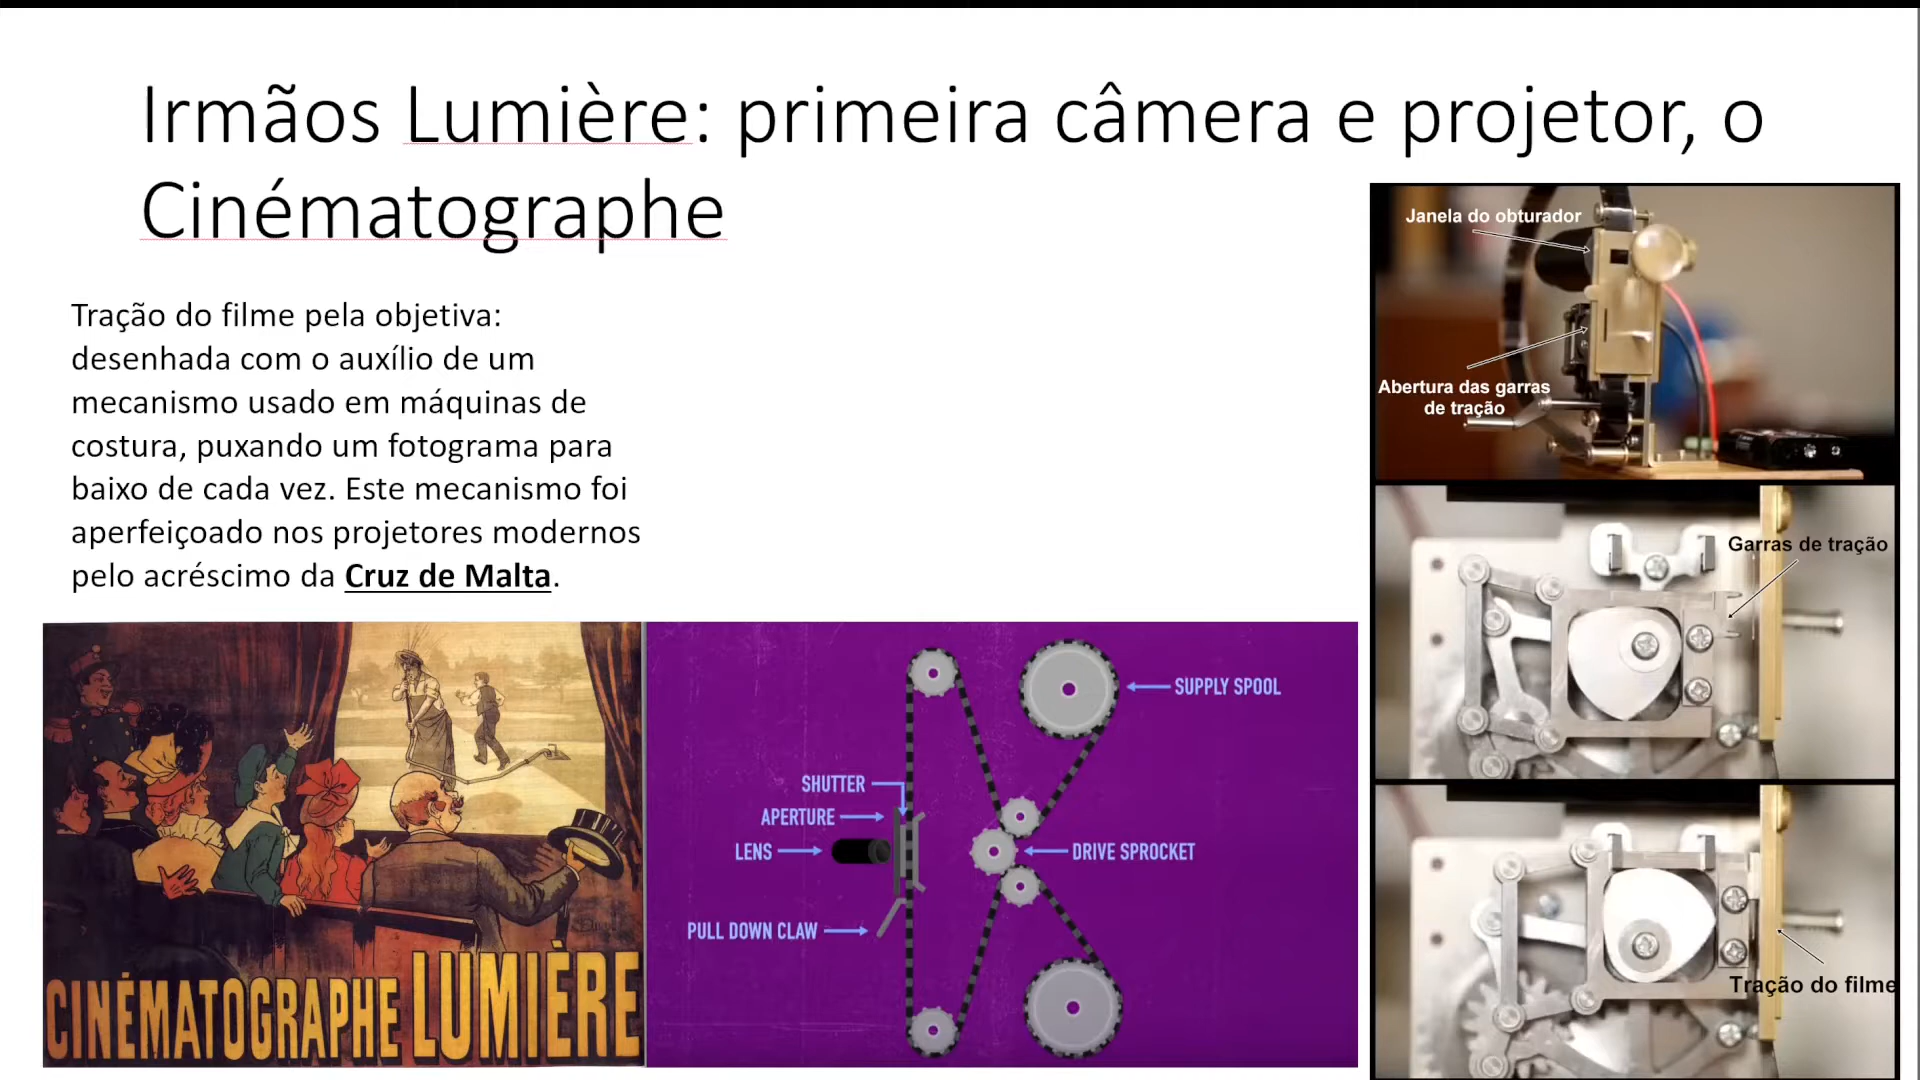 Irmãos Lumière: primeira câmera e projetor, o
Cinématographe
Tração do filme pela objetiva:
desenhada com o auxílio de um
mecanismo usado em máquinas de
costura, puxando um fotograma para
baixo de cada vez. Este mecanismo foi
aperfeiçoado nos projetores modernos
pelo acréscimo da Cruz de Malta.
CINÉMATOGRAPHE LUMIÈRE
SUPPLY SPOOL
SHUTTER
APERTURE
LENS
DRIVE SPROCKET
PULL DOWN CLAW
Janela do obturador
Abertura das garras
de tração
Garras de tração
Tração do filme